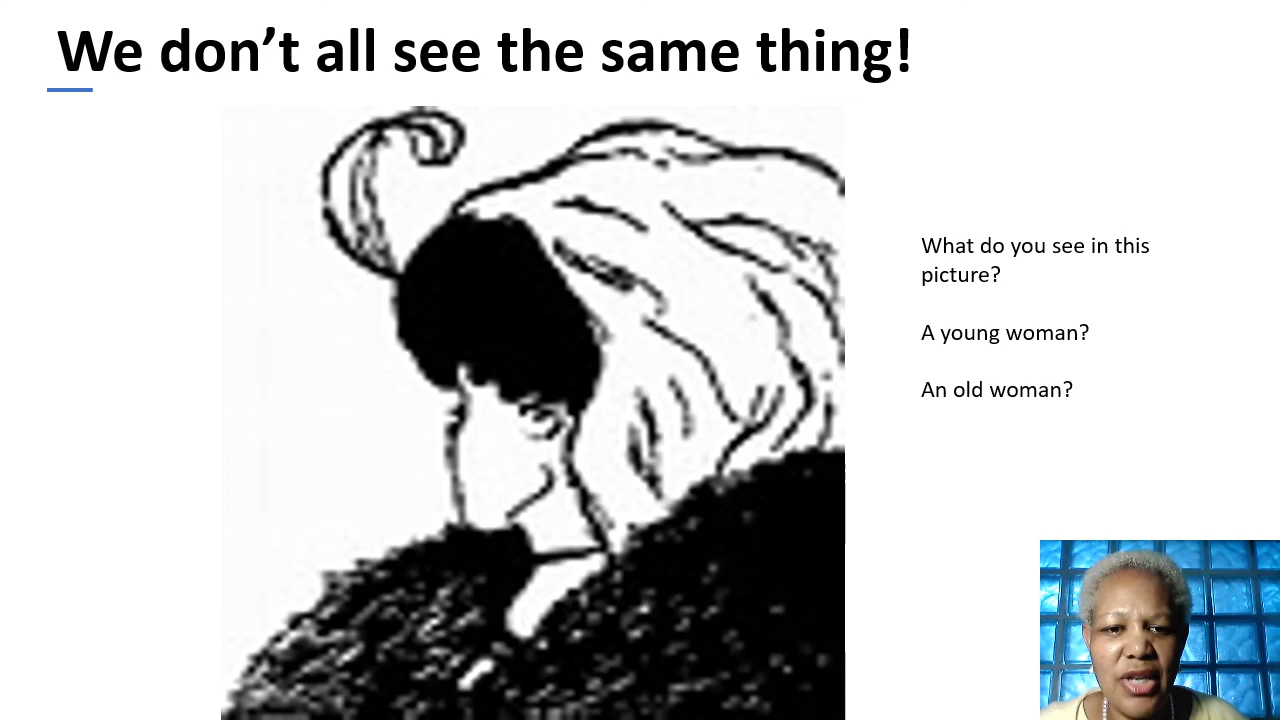 We don’t all see the same thing!
What do you see in this
picture?
A young woman?
An old woman?